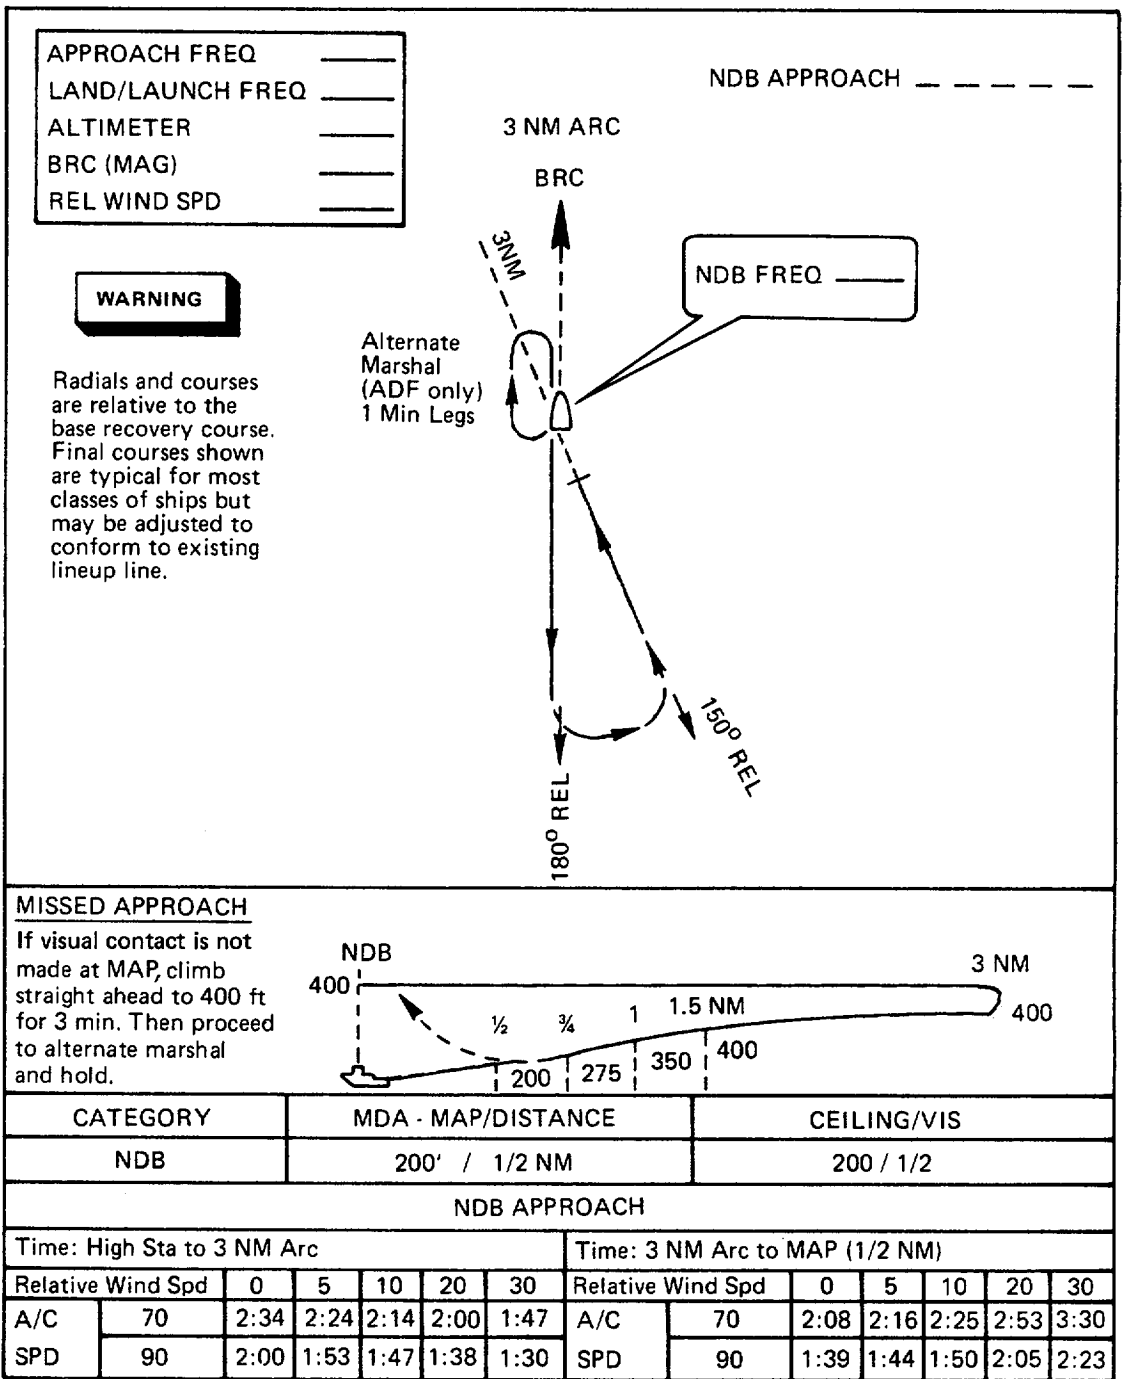 APPROACH FREQ ____
LAND/LAUNCH FREQ ____
ALTIMETER ____
BRC (MAG) ____
REL WIND SPD ____
NDB APPROACH _ _ _ _ _
3 NM ARC
BRC
3NM
NDB FREQ ____
WARNING
Radials and courses
are relative to the
base recovery course.
Final courses shown
are typical for most
classes of ships but
may be adjusted to
conform to existing
lineup line.
Alternate
Marshal
(ADF only)
1 Min Legs
150° REL
180° REL
MISSED APPROACH
If visual contact is not
made at MAP, climb
straight ahead to 400 ft
for 3 min. Then proceed
to alternate marshal
and hold.
NDB
400
3 NM
400
½ ¾ 1 1.5 NM
200 275 350 400
CATEGORY MDA - MAP/DISTANCE CEILING/VIS
NDB 200' / 1/2 NM 200 / 1/2
NDB APPROACH
Time: High Sta to 3 NM Arc Time: 3 NM Arc to MAP (1/2 NM)
Relative Wind Spd 0 5 10 20 30 Relative Wind Spd 0 5 10 20 30
A/C 70 2:34 2:24 2:14 2:00 1:47 A/C 70 2:08 2:16 2:25 2:53 3:30
SPD 90 2:00 1:53 1:47 1:38 1:30 SPD 90 1:39 1:44 1:50 2:05 2:23